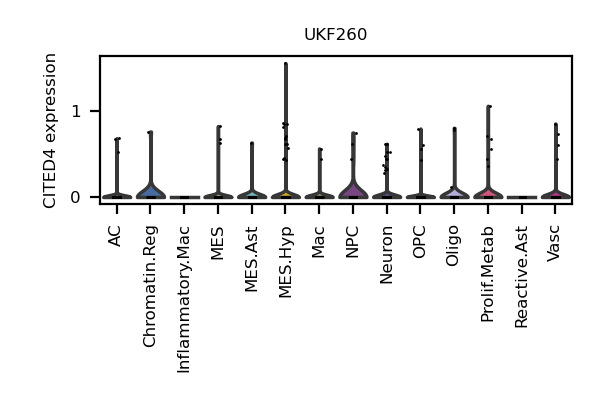 UKF260
CITED4 expression
1
0
AC
Chromatin.Reg
Inflammatory.Mac
MES
MES.Ast
MES.Hyp
Mac
NPC
Neuron
OPC
Oligo
Prolif.Metab
Reactive.Ast
Vasc